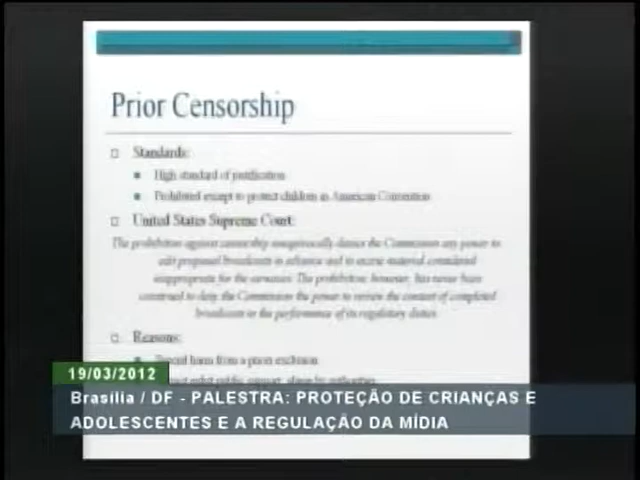 Prior Censorship
Standards:
High standard of justification
Prohibited except to protect children in American Convention
United States Supreme Court:
The prohibition against censorship unequivocally denies the Commission any power to
edit proposed broadcasts in advance and to excise material considered
inappropriate for the airwaves. The prohibition, however, has never been
construed to deny the Commission the power to review the content of completed
broadcasts in the performance of its regulatory duties.
Reasons:
harm from a priori exclusion
19/03/2012
Brasília / DF - PALESTRA: PROTEÇÃO DE CRIANÇAS E
ADOLESCENTES E A REGULAÇÃO DA MÍDIA